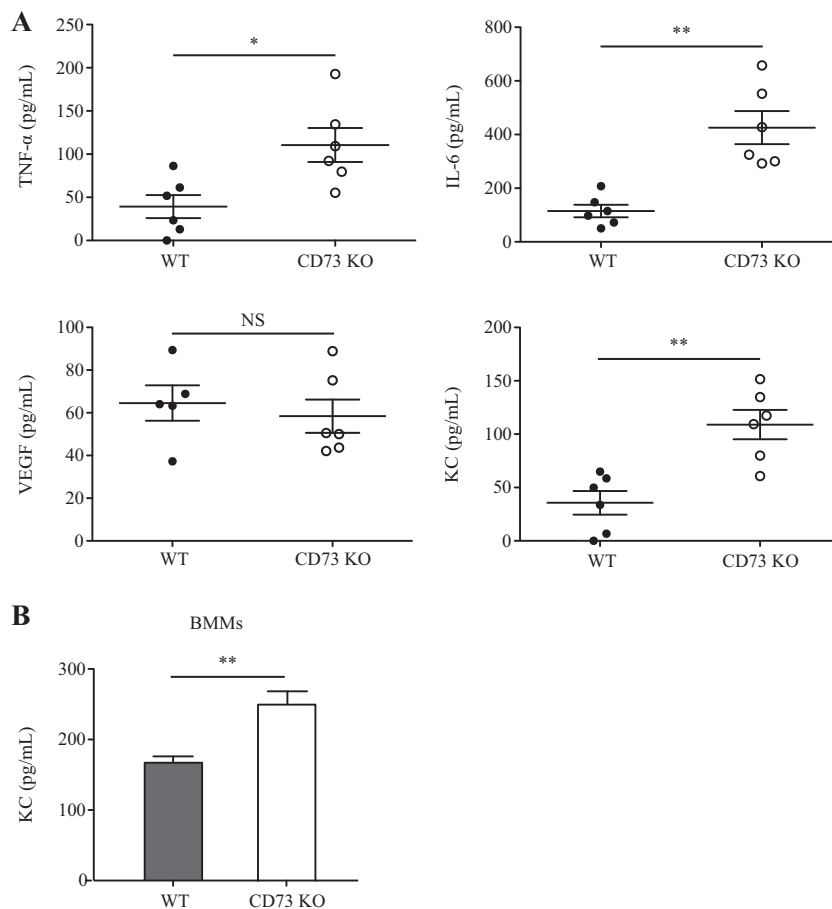 A
TNF-α (pg/mL)
250
200
150
100
50
0
*
WT
CD73 KO
IL-6 (pg/mL)
800
600
400
200
0
**
WT
CD73 KO
VEGF (pg/mL)
100
80
60
40
20
0
NS
WT
CD73 KO
KC (pg/mL)
200
150
100
50
0
**
WT
CD73 KO
B
BMMs
KC (pg/mL)
300
200
100
0
**
WT
CD73 KO